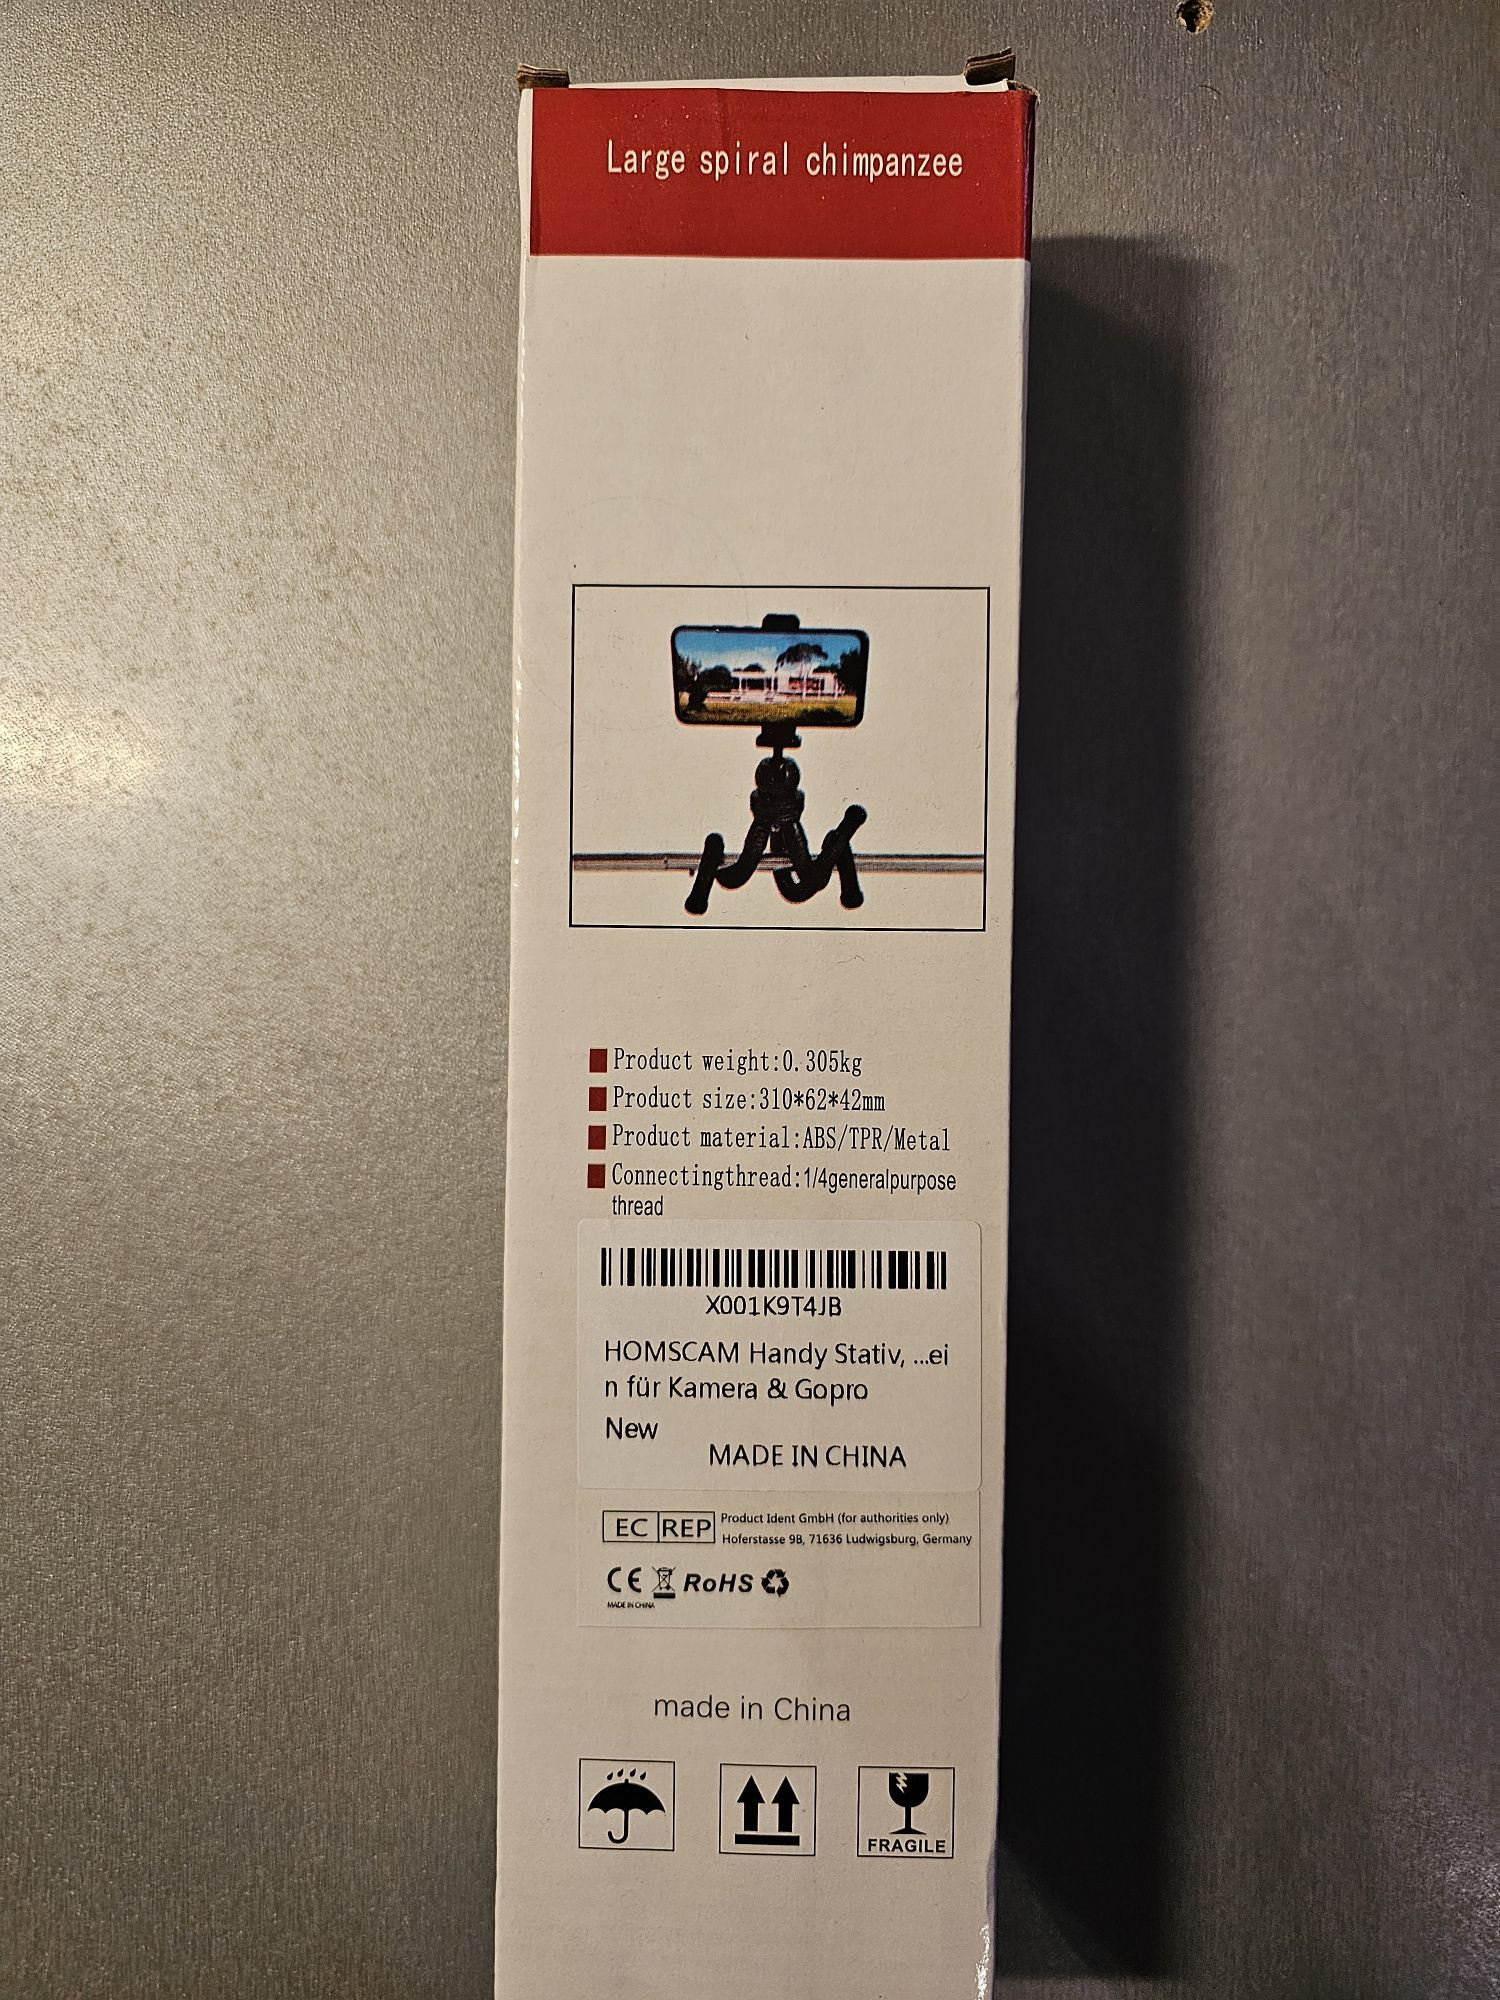 Large spiral chimpanzee
Product weight:0.305kg
Product size:310*62*42mm
Product material:ABS/TPR/Metal
Connectingthread:1/4generalpurpose
thread
X001K9T4JB
HOMSCAM Handy Stativ, ...ei
n für Kamera & Gopro
New
MADE IN CHINA
EC REP
Product Ident GmbH (for authorities only)
Hoferstasse 9B, 71636 Ludwigsburg, Germany
CE RoHS
MADE IN CHINA
made in China
FRAGILE